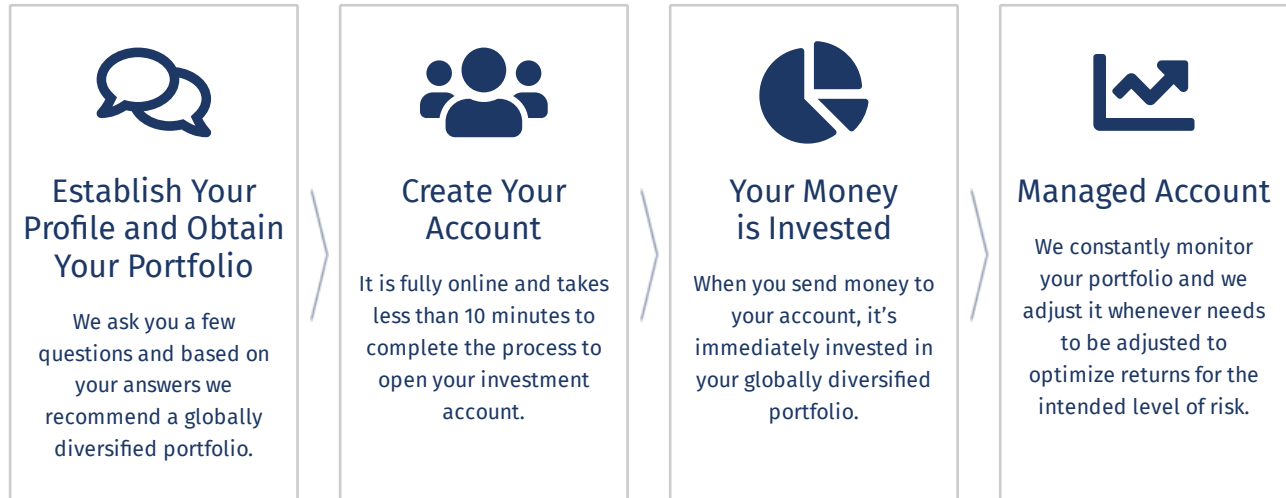 Establish Your
Profile and Obtain
Your Portfolio
We ask you a few
questions and based on
your answers we
recommend a globally
diversified portfolio.
Create Your
Account
It is fully online and takes
less than 10 minutes to
complete the process to
open your investment
account.
Your Money
is Invested
When you send money to
your account, it’s
immediately invested in
your globally diversified
portfolio.
Managed Account
We constantly monitor
your portfolio and we
adjust it whenever needs
to be adjusted to
optimize returns for the
intended level of risk.